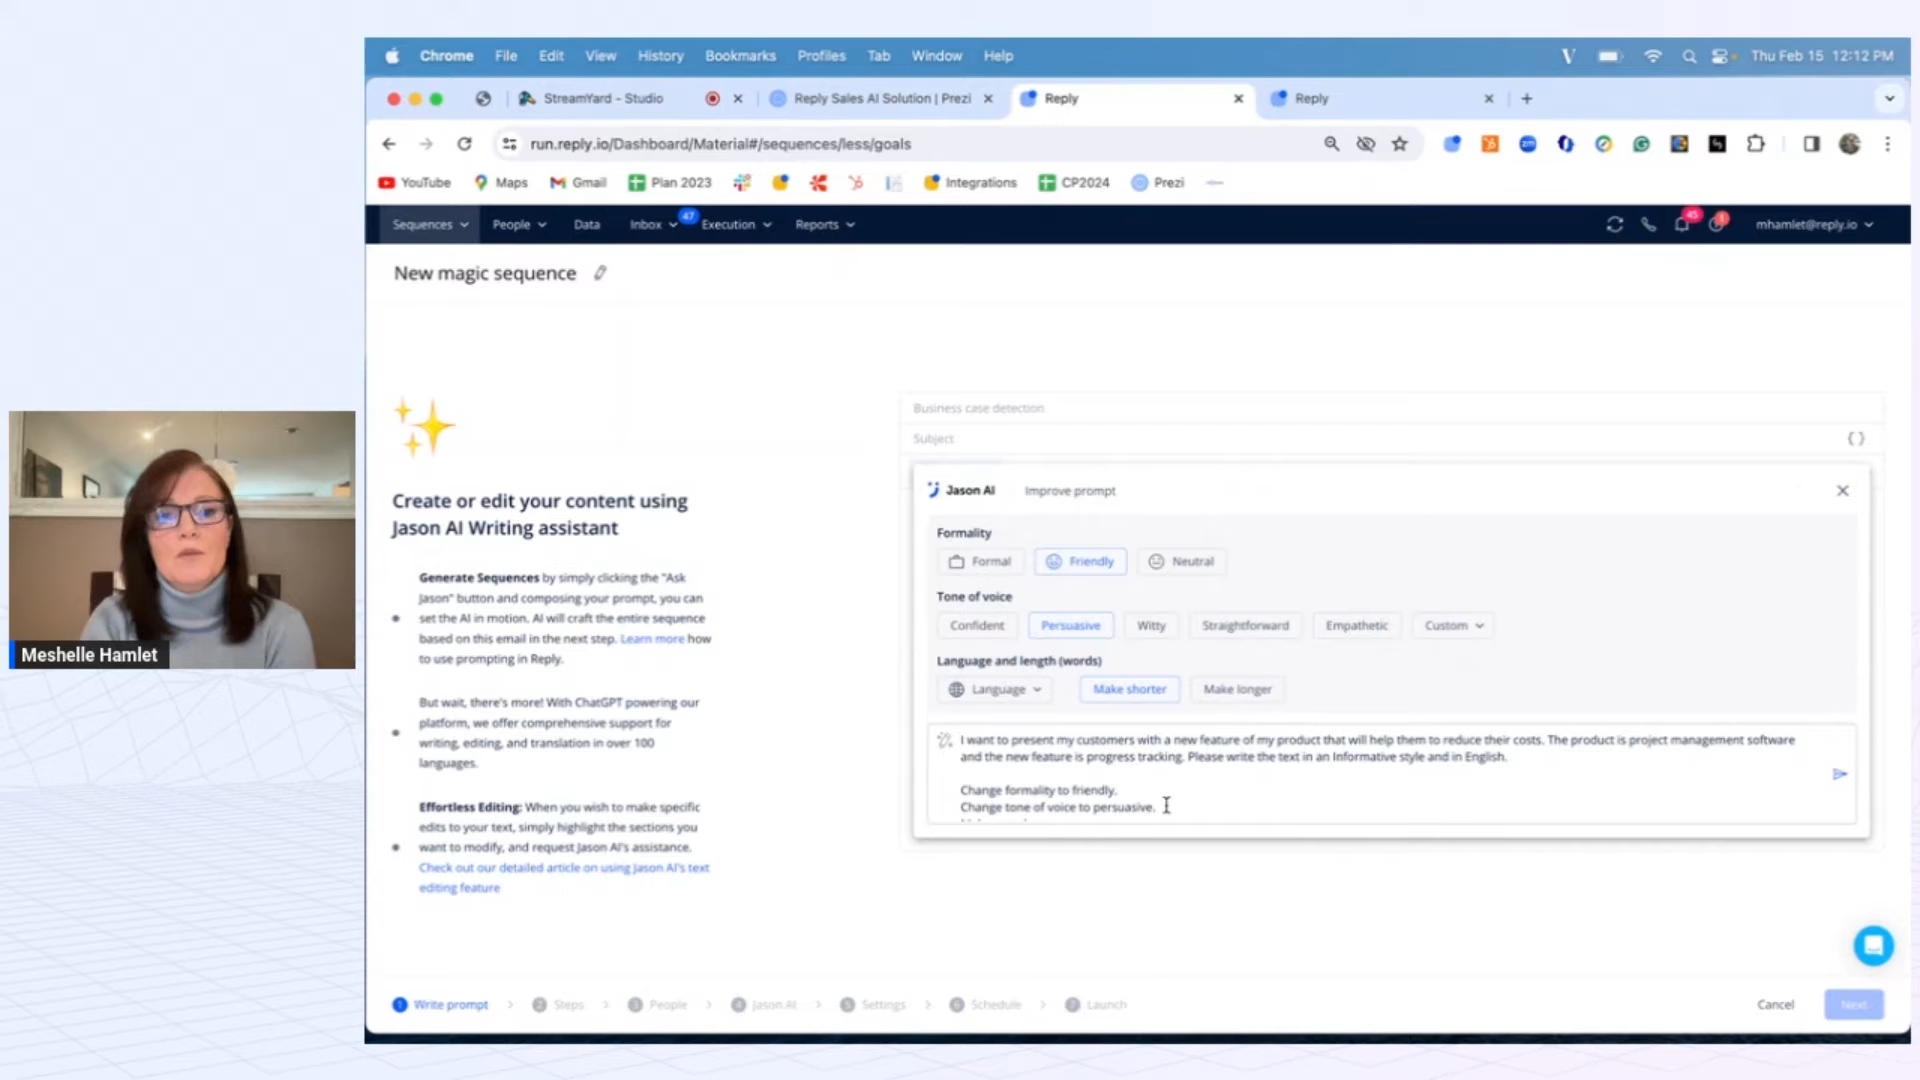 Chrome File Edit View History Bookmarks Profiles Tab Window Help
V Thu Feb 15 12:12 PM
StreamYard - Studio
Reply Sales AI Solution | Prezi
Reply
Reply
run.reply.io/Dashboard/Material#/sequences/less/goals
YouTube Maps Gmail Plan 2023 Integrations CP2024 Prezi
Sequences People Data Inbox 47 Execution Reports
45 mhamlet@reply.io
New magic sequence
Create or edit your content using
Jason AI Writing assistant
Generate Sequences by simply clicking the "Ask
Jason" button and composing your prompt, you can
set the AI in motion. AI will craft the entire sequence
based on this email in the next step. Learn more how
to use prompting in Reply.
But wait, there's more! With ChatGPT powering our
platform, we offer comprehensive support for
writing, editing, and translation in over 100
languages.
Effortless Editing: When you wish to make specific
edits to your text, simply highlight the sections you
want to modify, and request Jason AI's assistance.
Check out our detailed article on using Jason AI's text
editing feature
Business case detection
Subject
{ }
Jason AI Improve prompt
Formality
Formal Friendly Neutral
Tone of voice
Confident Persuasive Witty Straightforward Empathetic Custom
Language and length (words)
Language Make shorter Make longer
I want to present my customers with a new feature of my product that will help them to reduce their costs. The product is project management software
and the new feature is progress tracking. Please write the text in an Informative style and in English.
Change formality to friendly.
Change tone of voice to persuasive.
1 Write prompt > 2 Steps > 3 People > 4 Jason AI > 5 Settings > 6 Schedule > 7 Launch
Cancel Next
Meshelle Hamlet